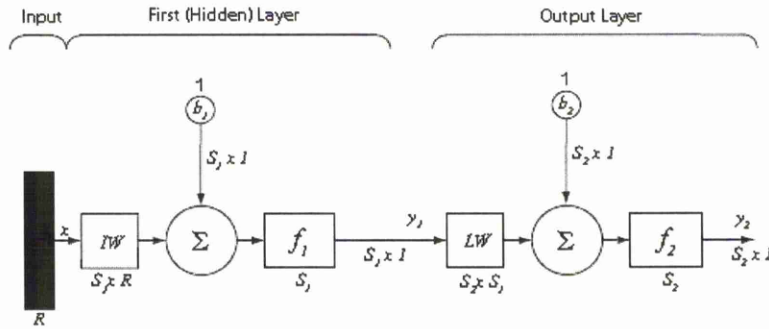 Input First (Hidden) Layer Output Layer
1 1
b₁ b₂
S₁ x 1 S₂ x 1
x IW Σ f₁ y₁ LW Σ f₂ y₂
S₁ x 1 S₂ x 1
S₁ x R S₁ S₂ x S₁ S₂
R